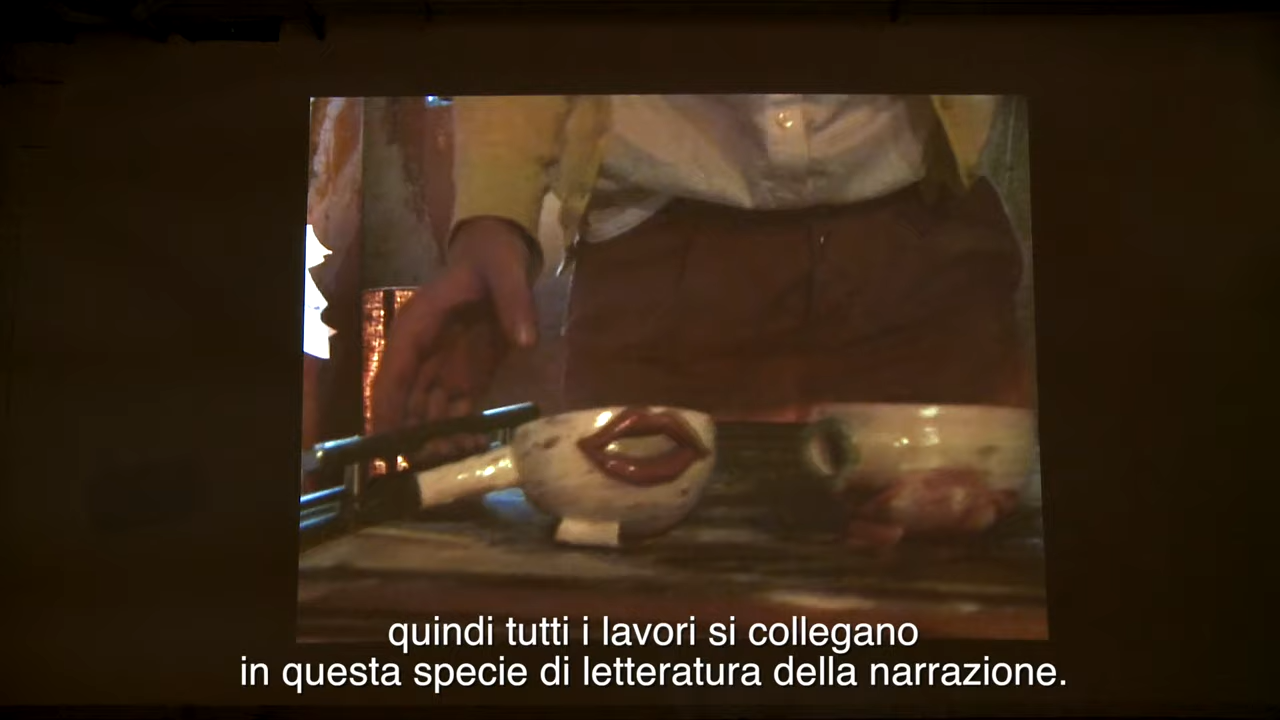 quindi tutti i lavori si collegano
in questa specie di letteratura della narrazione.